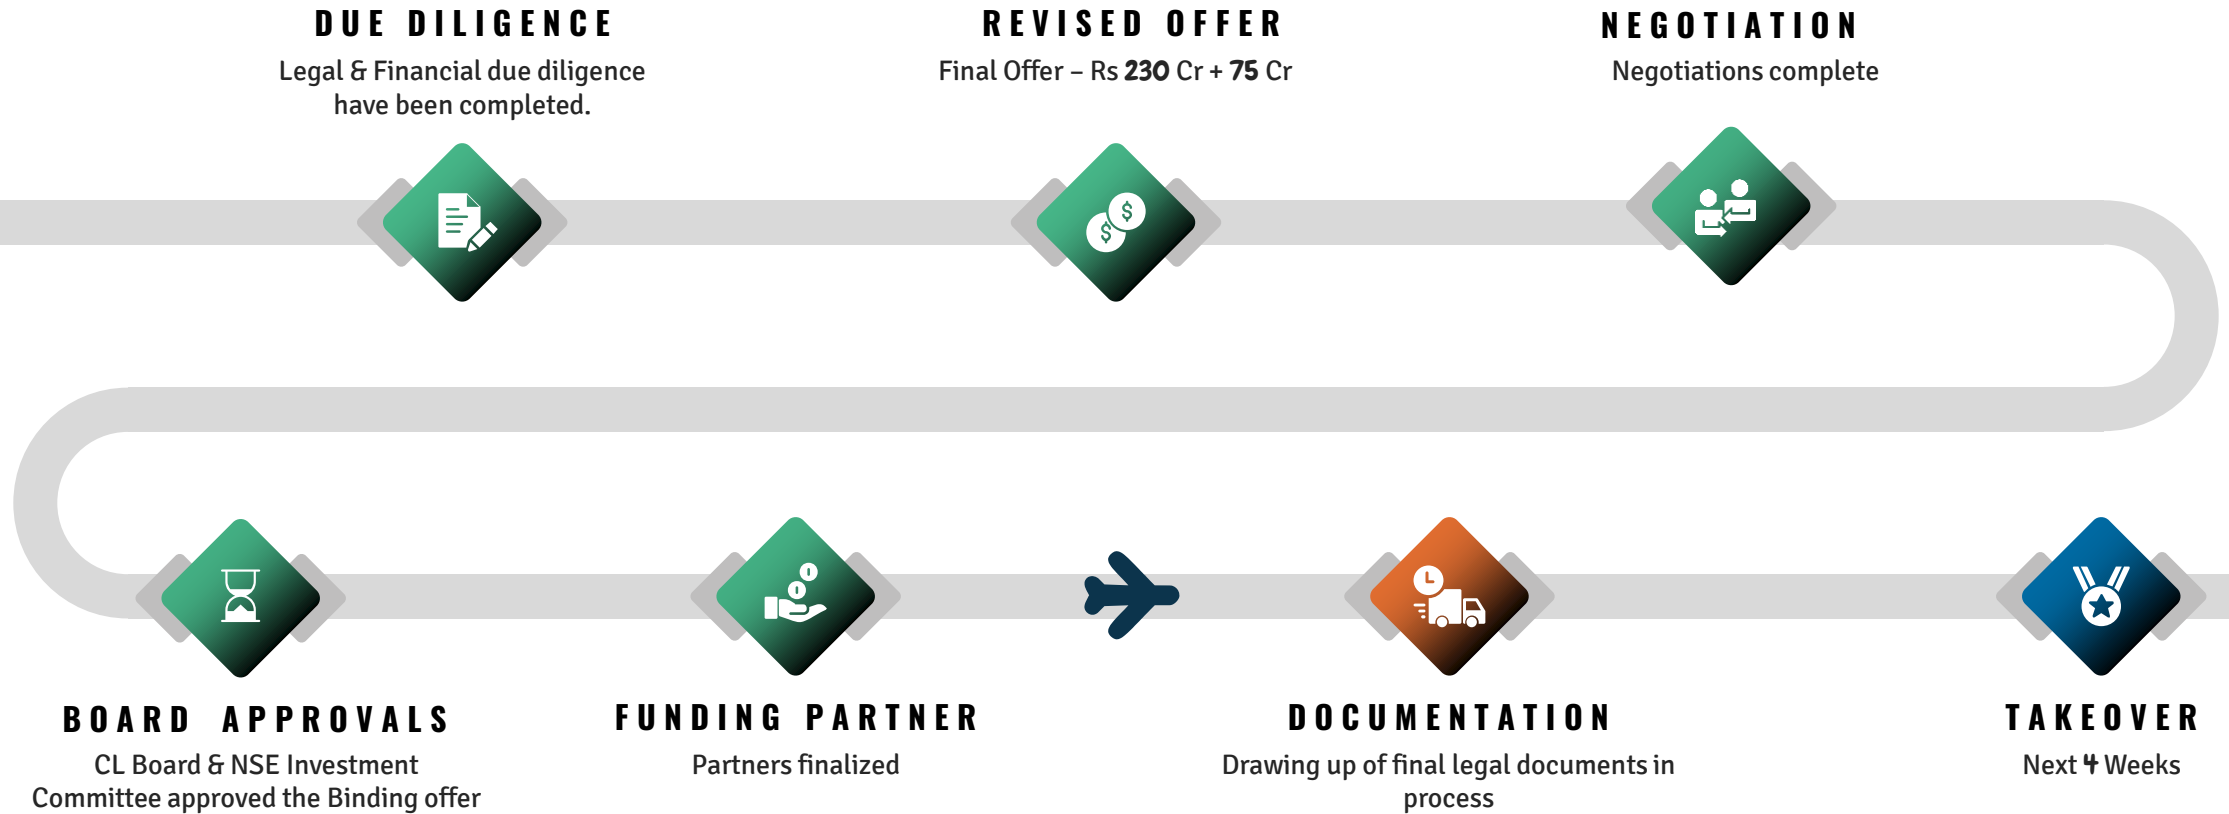 DUE DILIGENCE
Legal & Financial due diligence
have been completed.
REVISED OFFER
Final Offer – Rs 230 Cr + 75 Cr
NEGOTIATION
Negotiations complete
BOARD APPROVALS
CL Board & NSE Investment
Committee approved the Binding offer
FUNDING PARTNER
Partners finalized
DOCUMENTATION
Drawing up of final legal documents in
process
TAKEOVER
Next 4 Weeks